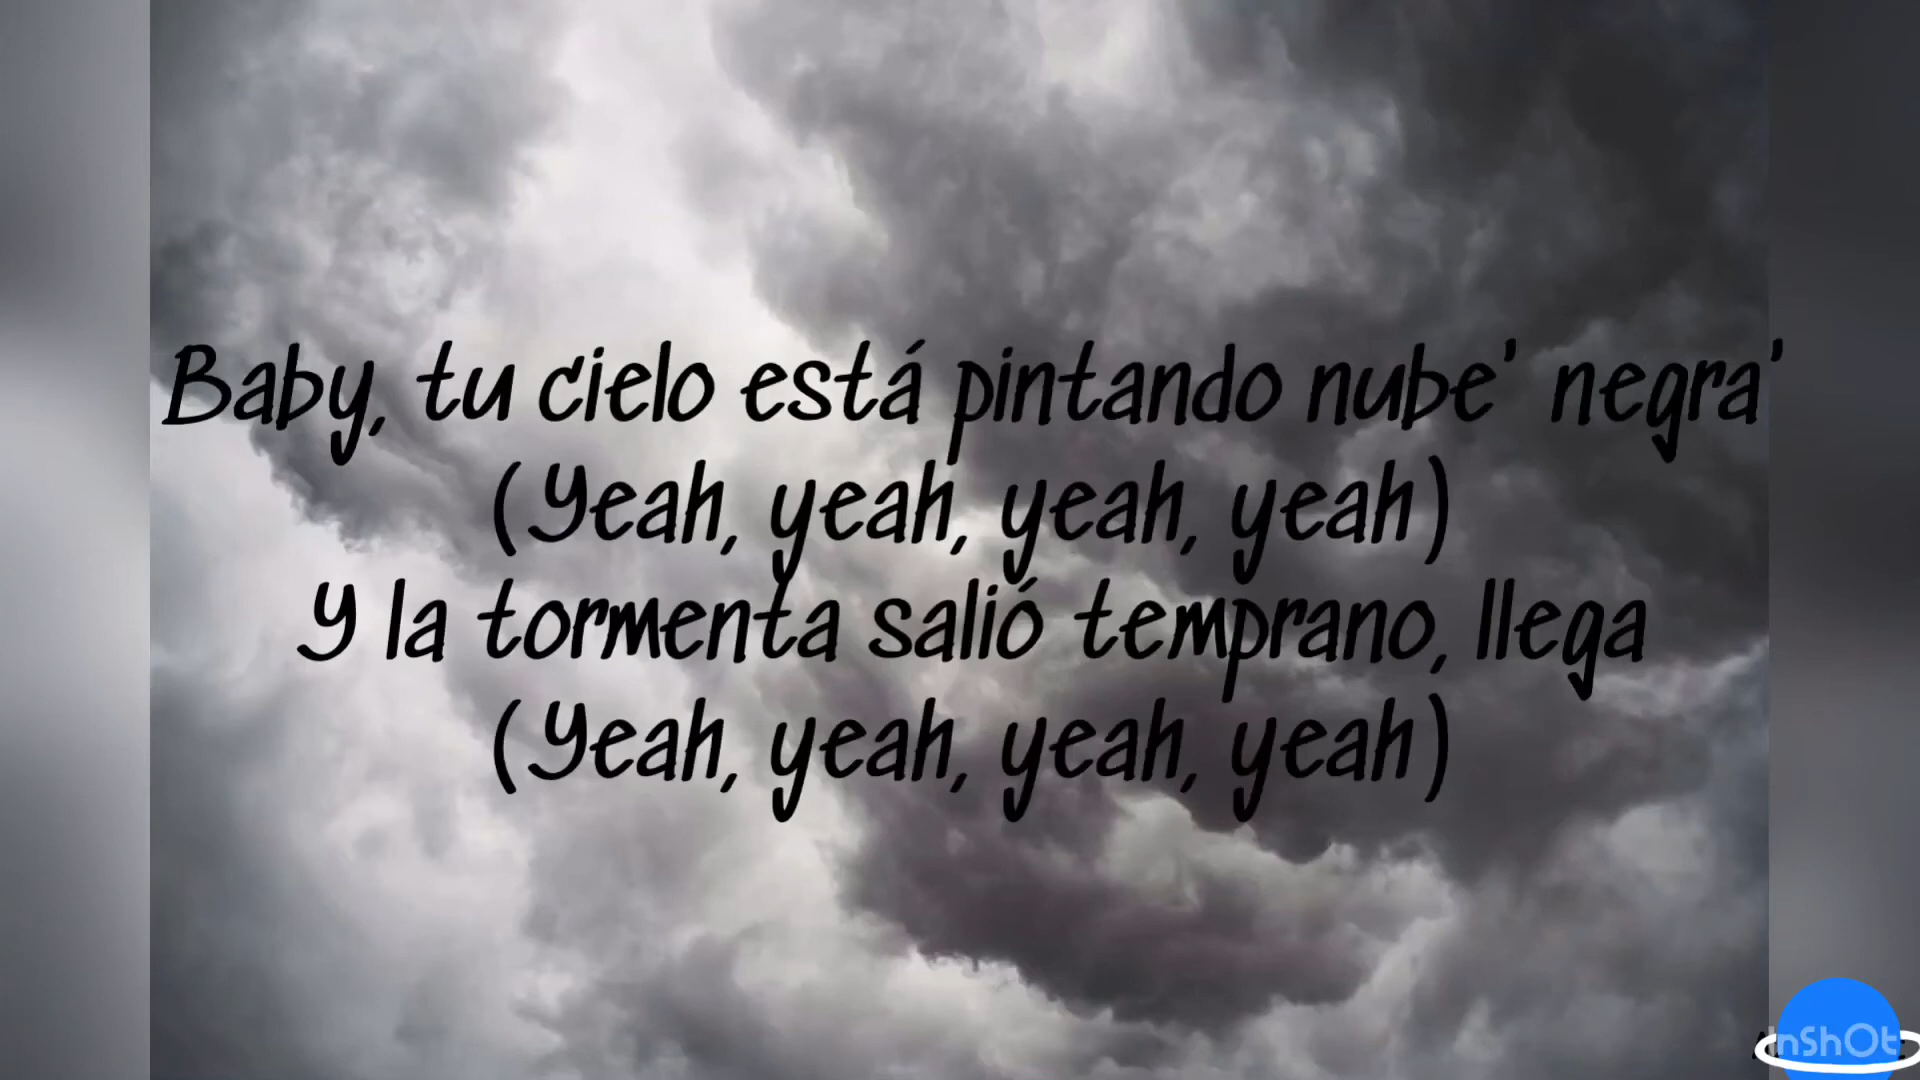 Baby, tu cielo está pintando nube' negra'
(Yeah, yeah, yeah, yeah)
Y la tormenta salió temprano, llega
(Yeah, yeah, yeah, yeah)
InShOt